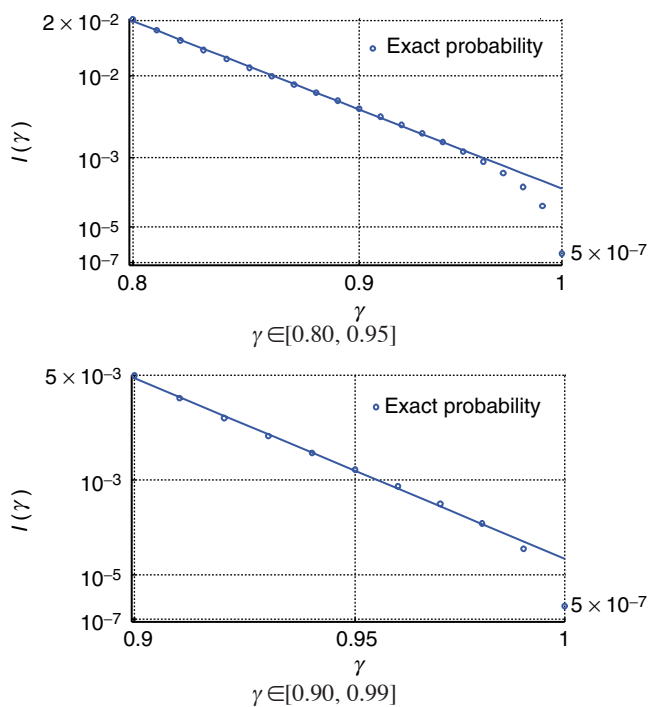 2 × 10⁻²
Exact probability
10⁻²
I(γ)
10⁻³
10⁻⁵
10⁻⁷
5 × 10⁻⁷
0.8
0.9
1
γ
γ ∈[0.80, 0.95]
5 × 10⁻³
Exact probability
10⁻³
I(γ)
10⁻⁵
10⁻⁷
5 × 10⁻⁷
0.9
0.95
1
γ
γ ∈[0.90, 0.99]